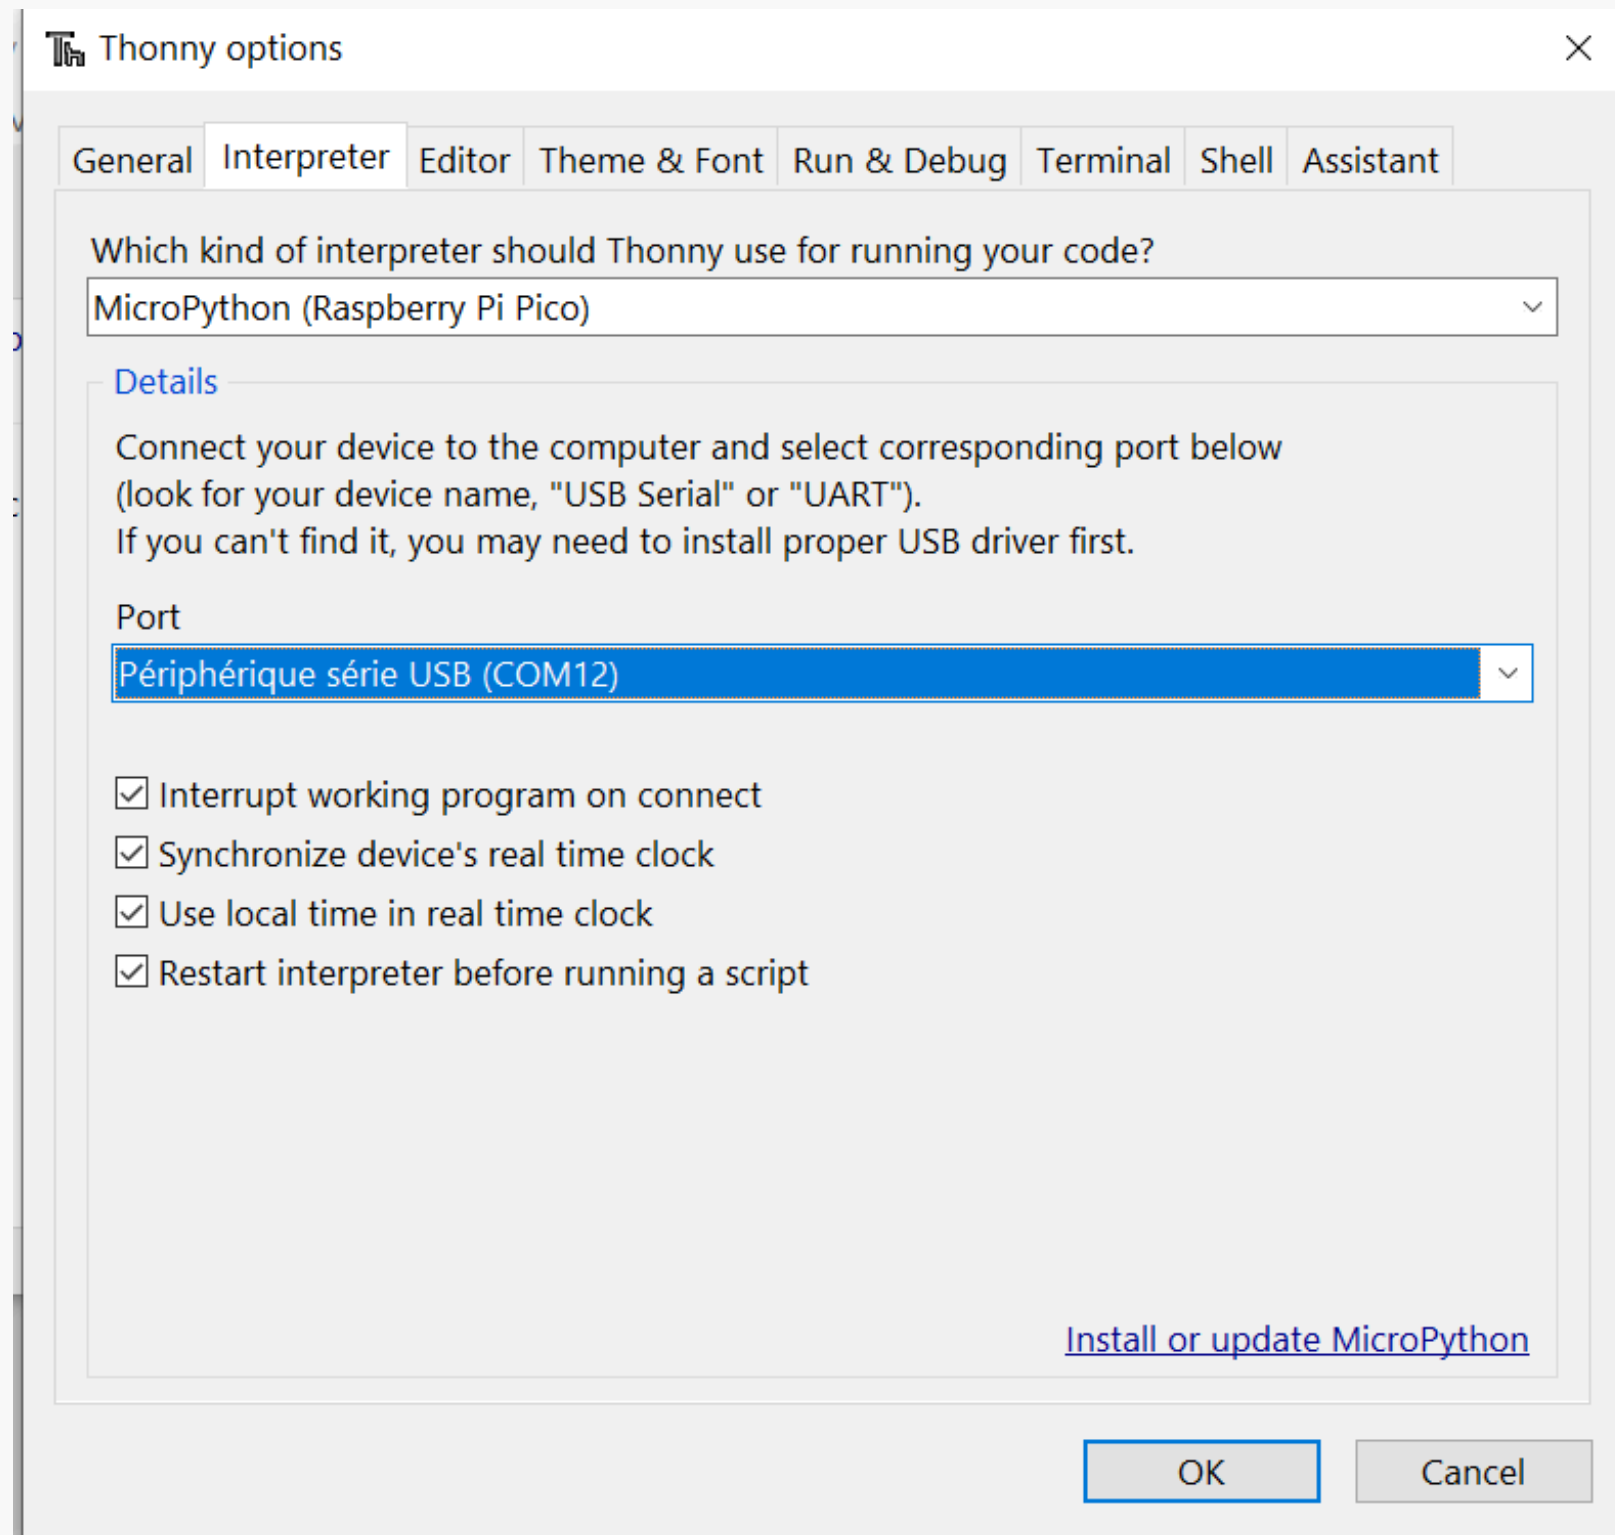 Thonny options
General Interpreter Editor Theme & Font Run & Debug Terminal Shell Assistant
Which kind of interpreter should Thonny use for running your code?
MicroPython (Raspberry Pi Pico)
Details
Connect your device to the computer and select corresponding port below
(look for your device name, "USB Serial" or "UART").
If you can't find it, you may need to install proper USB driver first.
Port
Périphérique série USB (COM12)
Interrupt working program on connect
Synchronize device's real time clock
Use local time in real time clock
Restart interpreter before running a script
Install or update MicroPython
OK Cancel